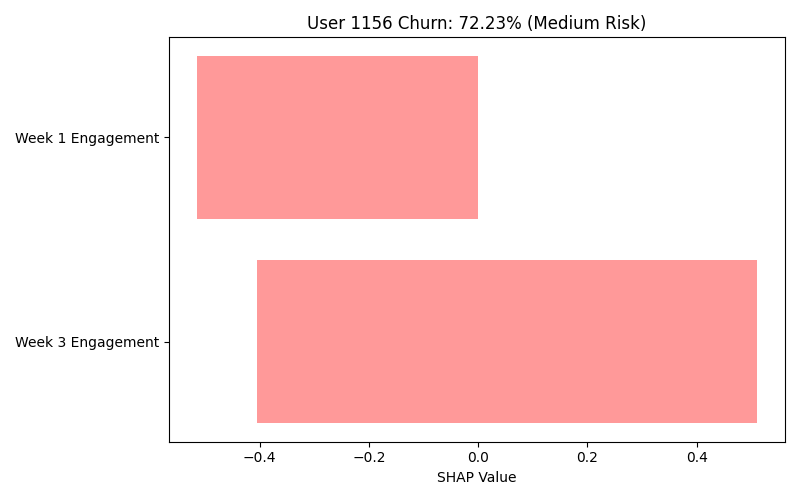 User 1156 Churn: 72.23% (Medium Risk)
Week 1 Engagement
Week 3 Engagement
−0.4 −0.2 0.0 0.2 0.4
SHAP Value